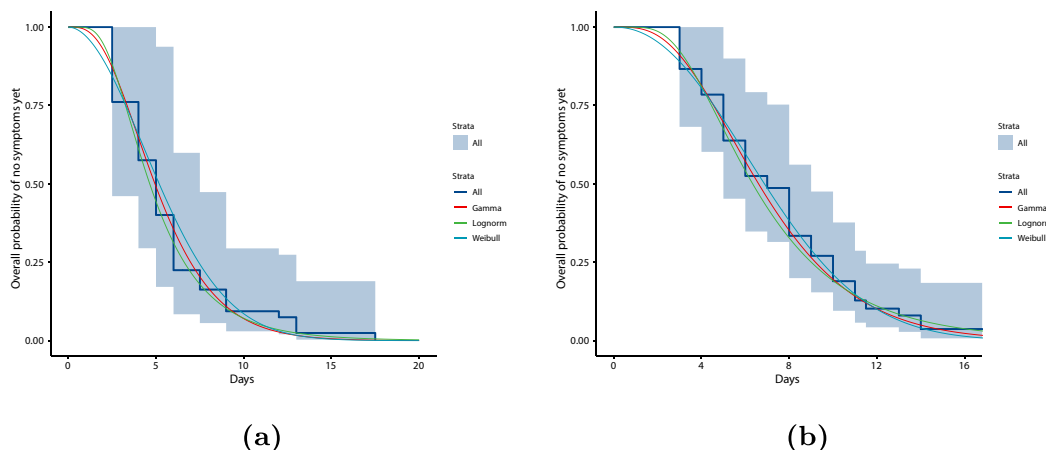 Overall probability of no symptoms yet
1.00
0.75
0.50
0.25
0.00
0
5
10
15
20
Days
Strata
All
Strata
All
Gamma
Lognorm
Weibull
(a)
Overall probability of no symptoms yet
1.00
0.75
0.50
0.25
0.00
0
4
8
12
16
Days
Strata
All
Strata
All
Gamma
Lognorm
Weibull
(b)